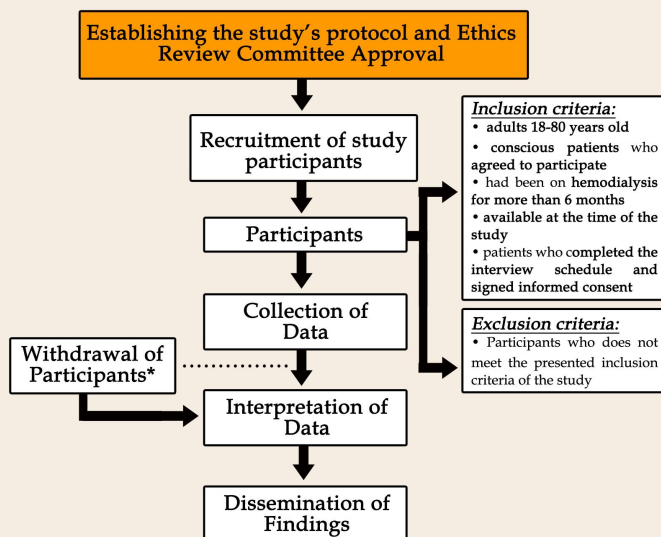 Establishing the study's protocol and Ethics
Review Committee Approval
Recruitment of study
participants
Participants
Inclusion criteria:
• adults 18-80 years old
• conscious patients who
agreed to participate
• had been on hemodialysis
for more than 6 months
• available at the time of the
study
• patients who completed the
interview schedule and
signed informed consent
Exclusion criteria:
• Participants who does not
meet the presented inclusion
criteria of the study
Collection of
Data
Withdrawal of
Participants*
Interpretation of
Data
Dissemination of
Findings